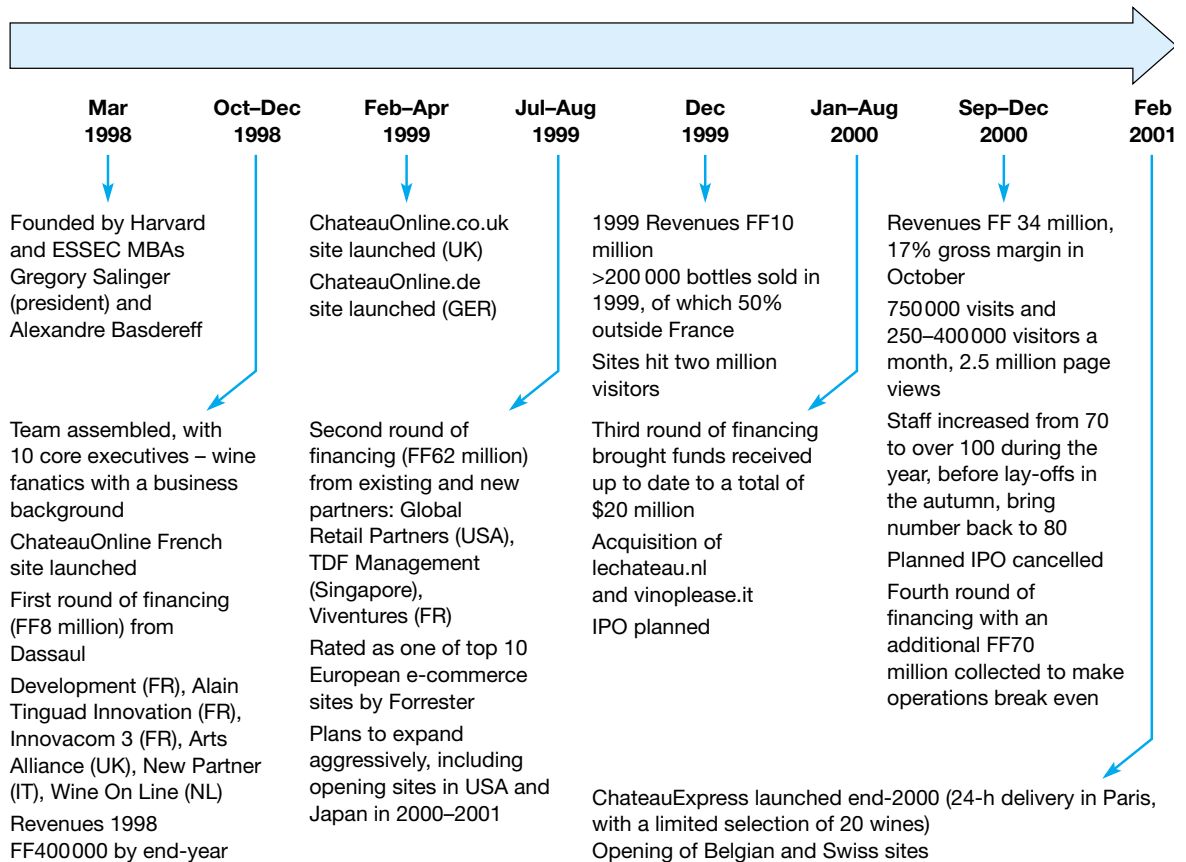 Mar
1998
Oct–Dec
1998
Feb–Apr
1999
Jul–Aug
1999
Dec
1999
Jan–Aug
2000
Sep–Dec
2000
Feb
2001
Founded by Harvard
and ESSEC MBAs
Gregory Salinger
(president) and
Alexandre Basdereff
ChateauOnline.co.uk
site launched (UK)
ChateauOnline.de
site launched (GER)
1999 Revenues FF10
million
>200 000 bottles sold in
1999, of which 50%
outside France
Sites hit two million
visitors
Revenues FF 34 million,
17% gross margin in
October
750 000 visits and
250–400 000 visitors a
month, 2.5 million page
views
Staff increased from 70
to over 100 during the
year, before lay-offs in
the autumn, bring
number back to 80
Planned IPO cancelled
Fourth round of
financing with an
additional FF70
million collected to make
operations break even
Team assembled, with
10 core executives – wine
fanatics with a business
background
ChateauOnline French
site launched
First round of financing
(FF8 million) from
Dassaul
Development (FR), Alain
Tinguad Innovation (FR),
Innovacom 3 (FR), Arts
Alliance (UK), New Partner
(IT), Wine On Line (NL)
Revenues 1998
FF400 000 by end-year
Second round of
financing (FF62 million)
from existing and new
partners: Global
Retail Partners (USA),
TDF Management
(Singapore),
Viventures (FR)
Rated as one of top 10
European e-commerce
sites by Forrester
Plans to expand
aggressively, including
opening sites in USA and
Japan in 2000–2001
Third round of financing
brought funds received
up to date to a total of
$20 million
Acquisition of
lechateau.nl
and vinoplease.it
IPO planned
ChateauExpress launched end-2000 (24-h delivery in Paris,
with a limited selection of 20 wines)
Opening of Belgian and Swiss sites